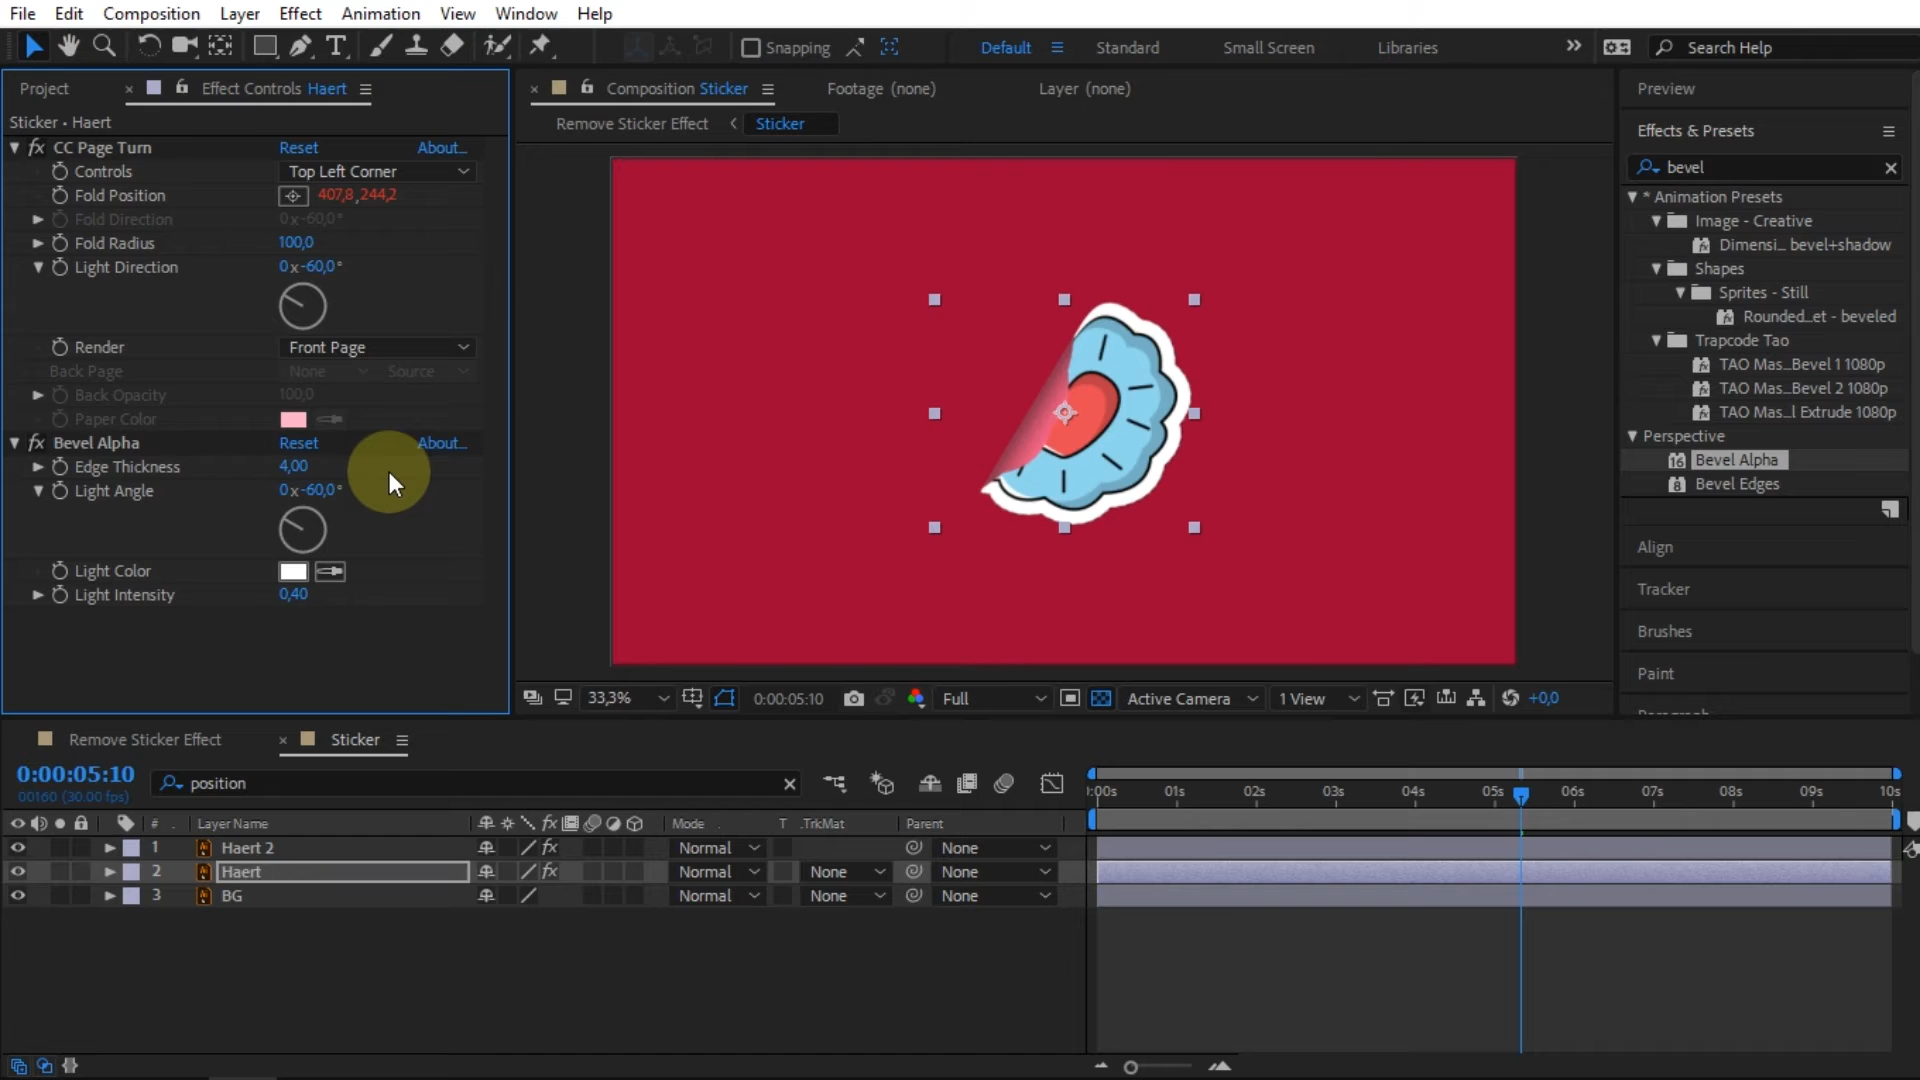 File Edit Composition Layer Effect Animation View Window Help
Snapping Default Standard Small Screen Libraries Search Help
Project Effect Controls Haert
Sticker • Haert
CC Page Turn Reset About...
Controls Top Left Corner
Fold Position 407,8 ,244,2
Fold Direction 0x-60,0°
Fold Radius 100,0
Light Direction 0x-60,0°
Render Front Page
Back Page None Source
Back Opacity 100,0
Paper Color
Bevel Alpha Reset About...
Edge Thickness 4,00
Light Angle 0x-60,0°
Light Color
Light Intensity 0,40
Composition Sticker Footage (none) Layer (none)
Remove Sticker Effect Sticker
33,3% 0:00:05:10 Full Active Camera 1 View +0,0
Preview
Effects & Presets
bevel
* Animation Presets
Image - Creative
Dimensi... bevel+shadow
Shapes
Sprites - Still
Rounded...et - beveled
Trapcode Tao
TAO Mas...Bevel 1 1080p
TAO Mas...Bevel 2 1080p
TAO Mas...l Extrude 1080p
Perspective
16 Bevel Alpha
8 Bevel Edges
Align
Tracker
Brushes
Paint
Paragraph
Remove Sticker Effect Sticker
0:00:05:10 position
00160 (30.00 fps)
:00s 01s 02s 03s 04s 05s 06s 07s 08s 09s 10s
# Layer Name Mode T .TrkMat Parent
1 Haert 2 Normal None
2 Haert Normal None None
3 BG Normal None None